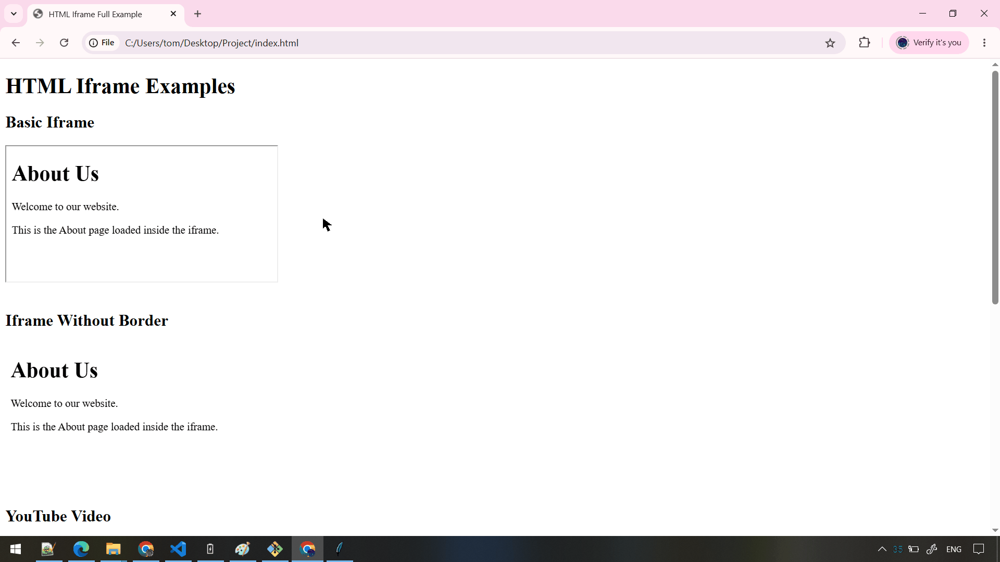 HTML Iframe Full Example
File
C:/Users/tom/Desktop/Project/index.html
Verify it's you
HTML Iframe Examples
Basic Iframe
About Us
Welcome to our website.
This is the About page loaded inside the iframe.
Iframe Without Border
About Us
Welcome to our website.
This is the About page loaded inside the iframe.
YouTube Video
35
ENG